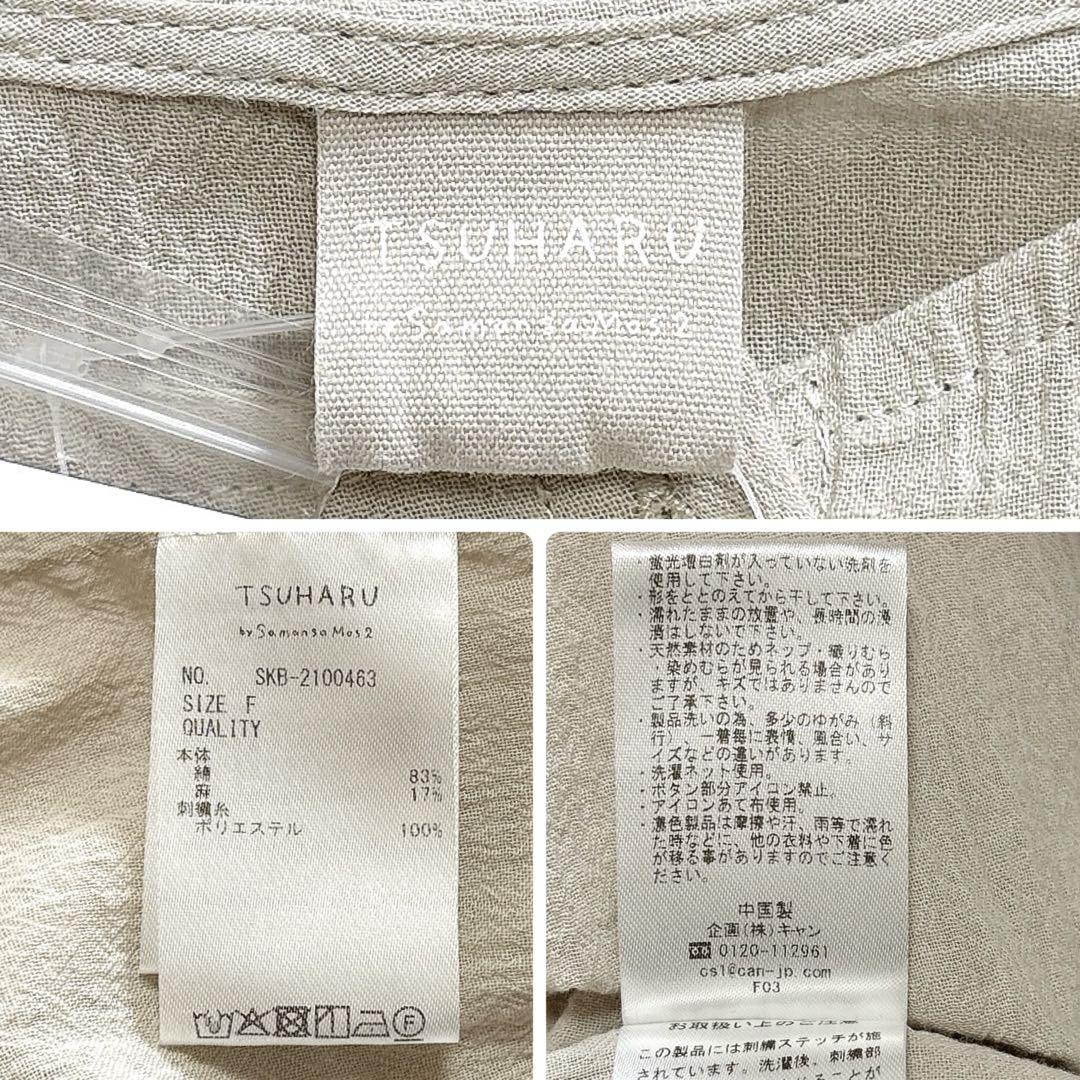 TSUHARU
by SamansaMos2
TSUHARU
by SamansaMos2
NO. SKB-2100463
SIZE F
QUALITY
本体
綿 83%
麻 17%
刺繍糸
ポリエステル 100%
F
・蛍光増白剤が入っていない洗剤を
使用して下さい。
・形をととのえてから干して下さい。
・濡れたままの放置や、長時間の浸
漬はしないで下さい。
・天然素材のためネップ・織りむら
・染めむらが見られる場合があり
ますが、キズではありませんので
ご了承下さい。
・製品洗いの為、多少のゆがみ（斜
行）、一着毎に表情、風合い、サ
イズなどの違いがあります。
・洗濯ネット使用。
・ボタン部分アイロン禁止。
・アイロンあて布使用。
・濃色製品は摩擦や汗、雨等で濡れ
た時などに、他の衣料や下着に色
が移る事がありますのでご注意く
ださい。
中国製
企画(株)キャン
0120-112961
cs1@can-jp.com
F03
お取扱い上のご注意
この製品には刺繍ステッチが施
されています。洗濯後、刺繍部